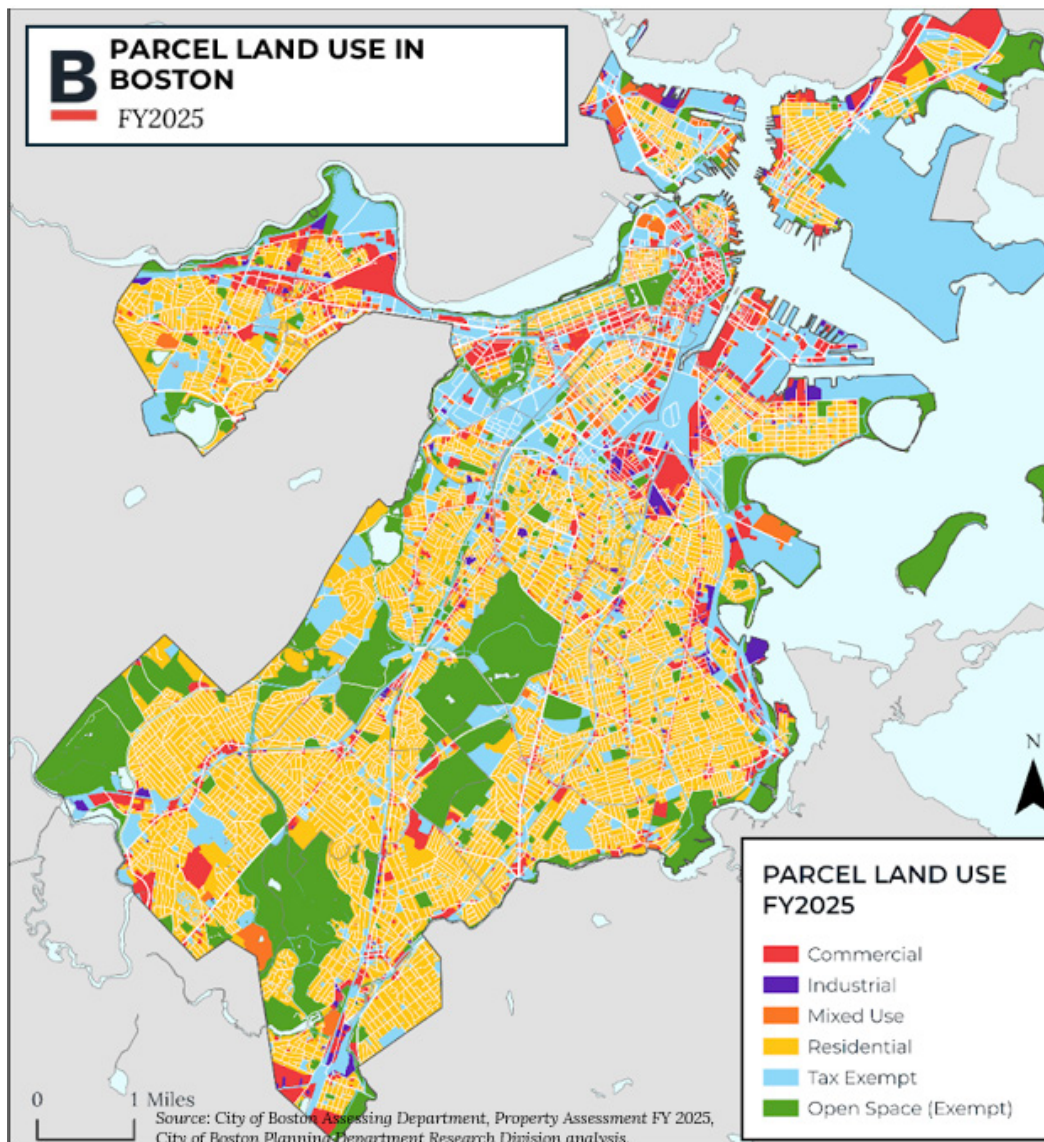 B
PARCEL LAND USE IN
BOSTON
FY2025
N
PARCEL LAND USE
FY2025
Commercial
Industrial
Mixed Use
Residential
Tax Exempt
Open Space (Exempt)
0 1 Miles
Source: City of Boston Assessing Department, Property Assessment FY 2025,
City of Boston Planning Department Research Division analysis.